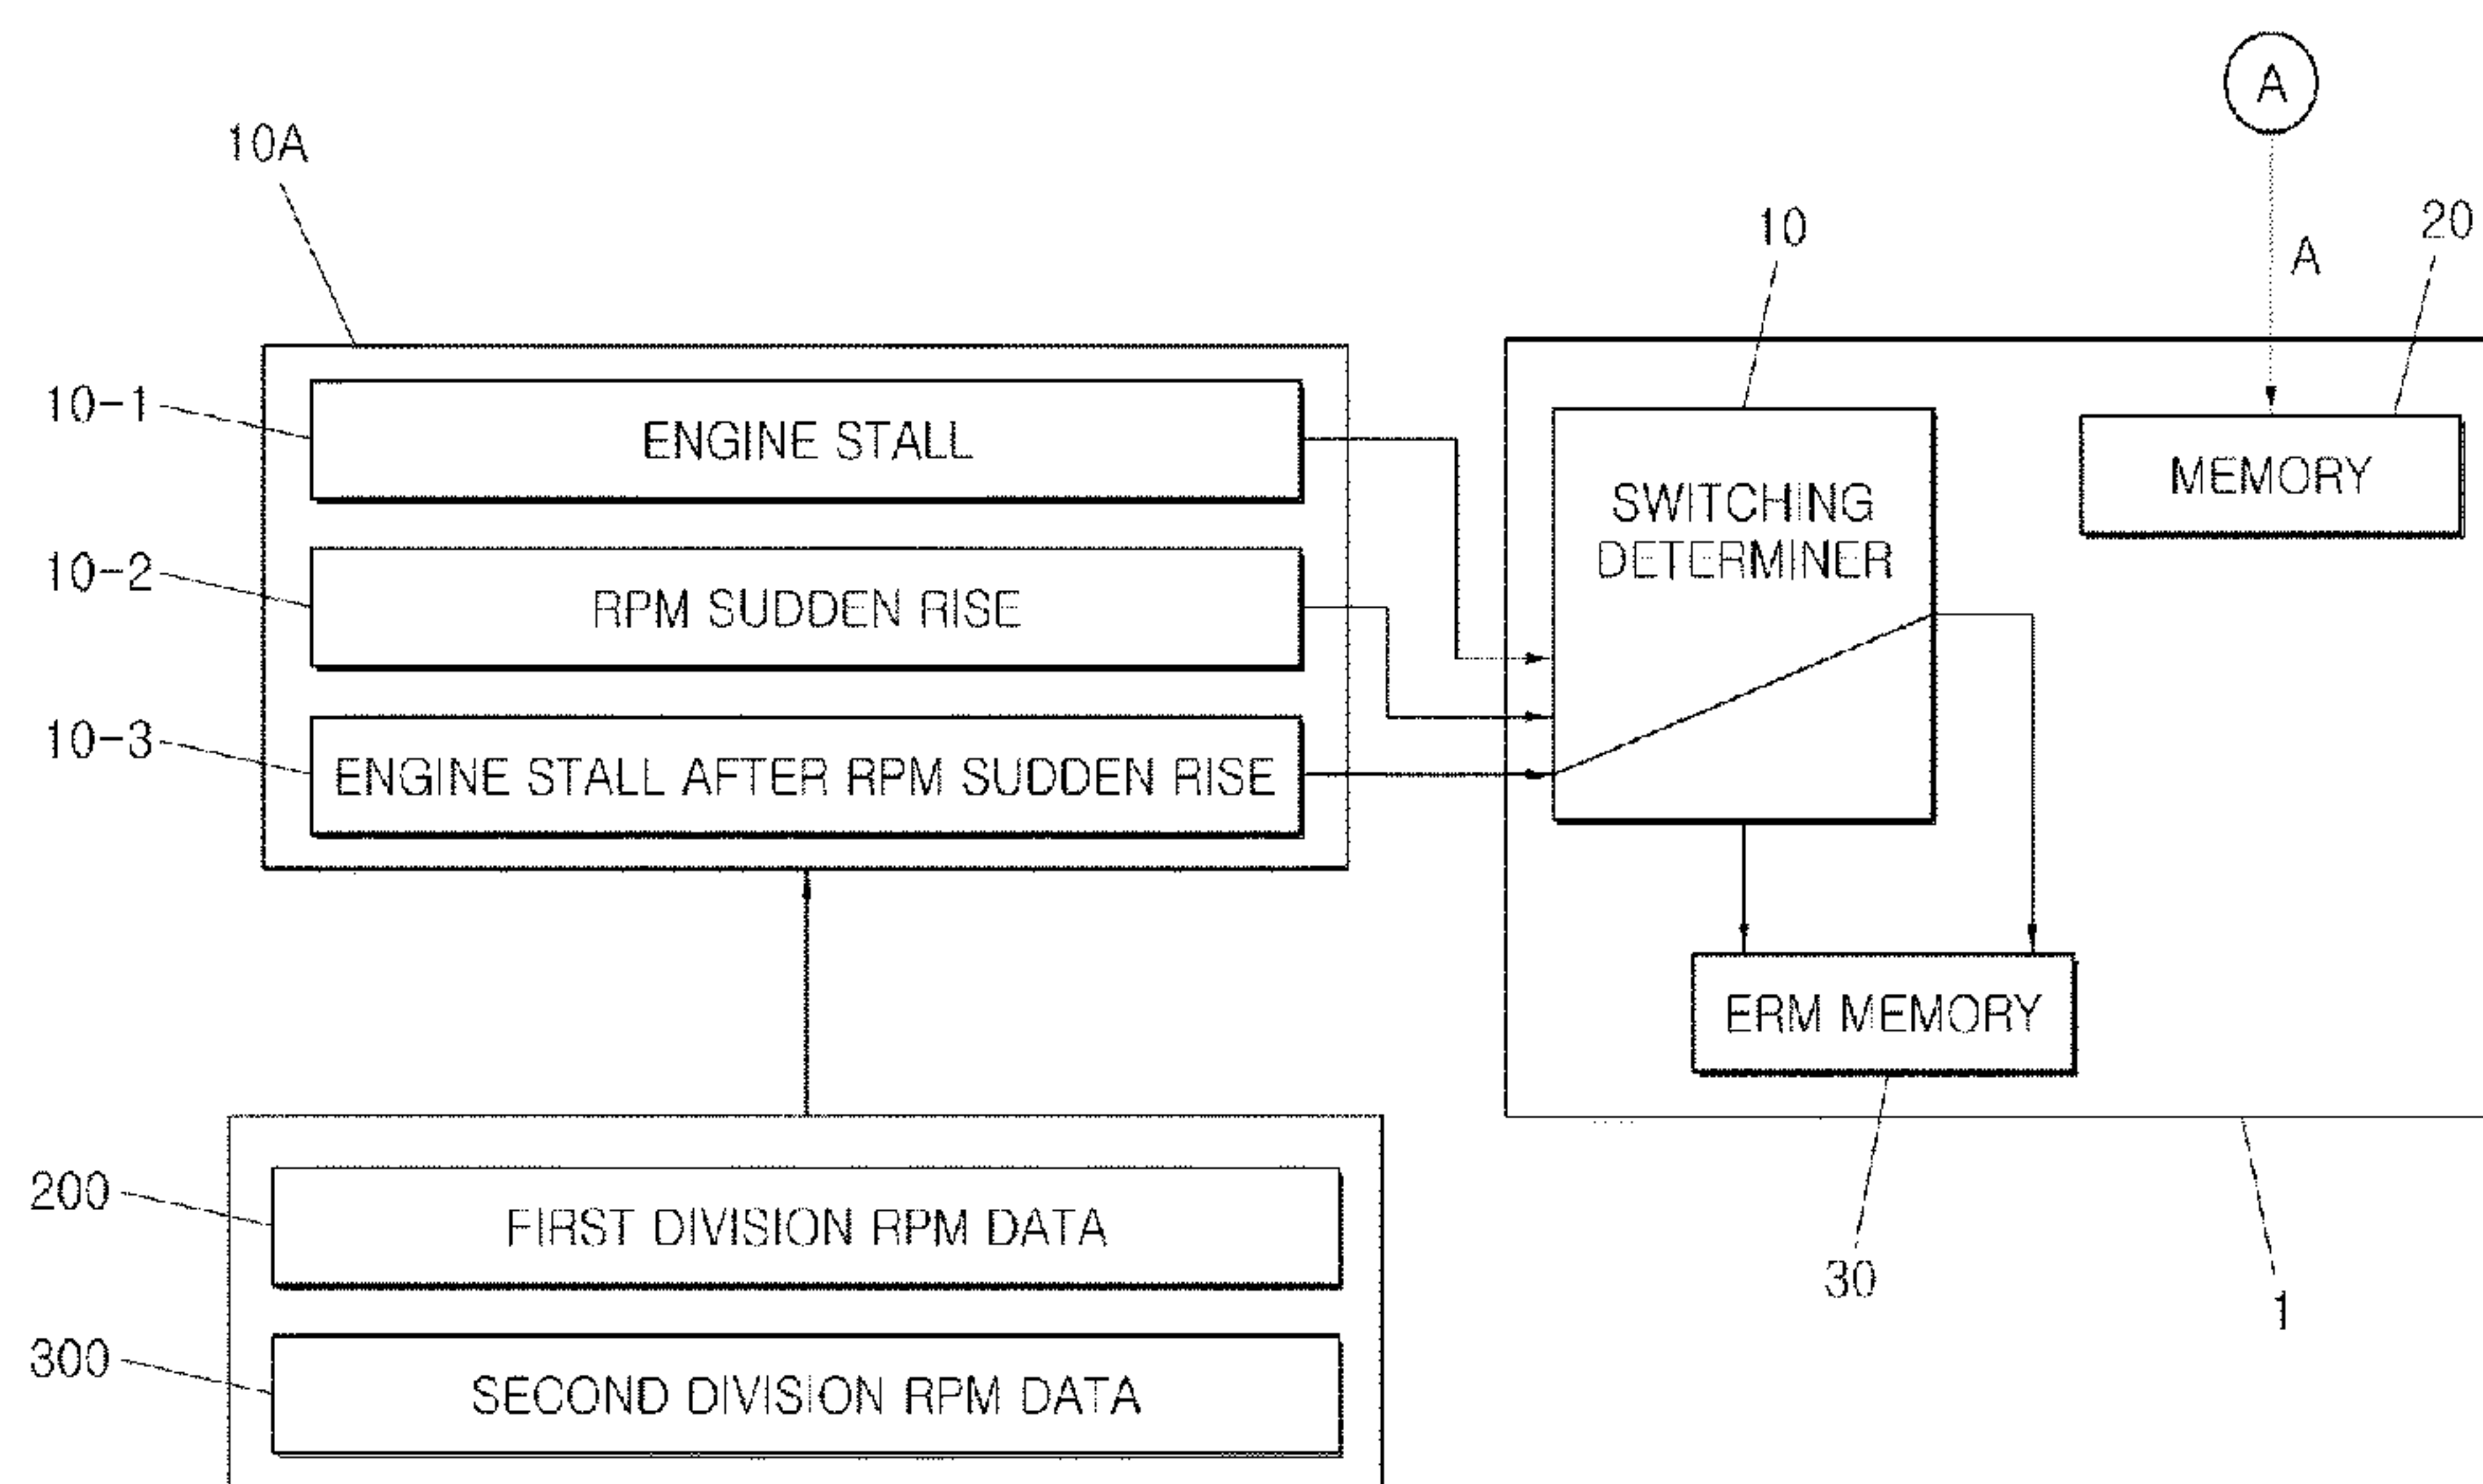 A
10A
10
20
A
10-1
ENGINE STALL
SWITCHING
DETERMINER
MEMORY
10-2
RPM SUDDEN RISE
10-3
ENGINE STALL AFTER RPM SUDDEN RISE
ERM MEMORY
200
FIRST DIVISION RPM DATA
30
1
300
SECOND DIVISION RPM DATA